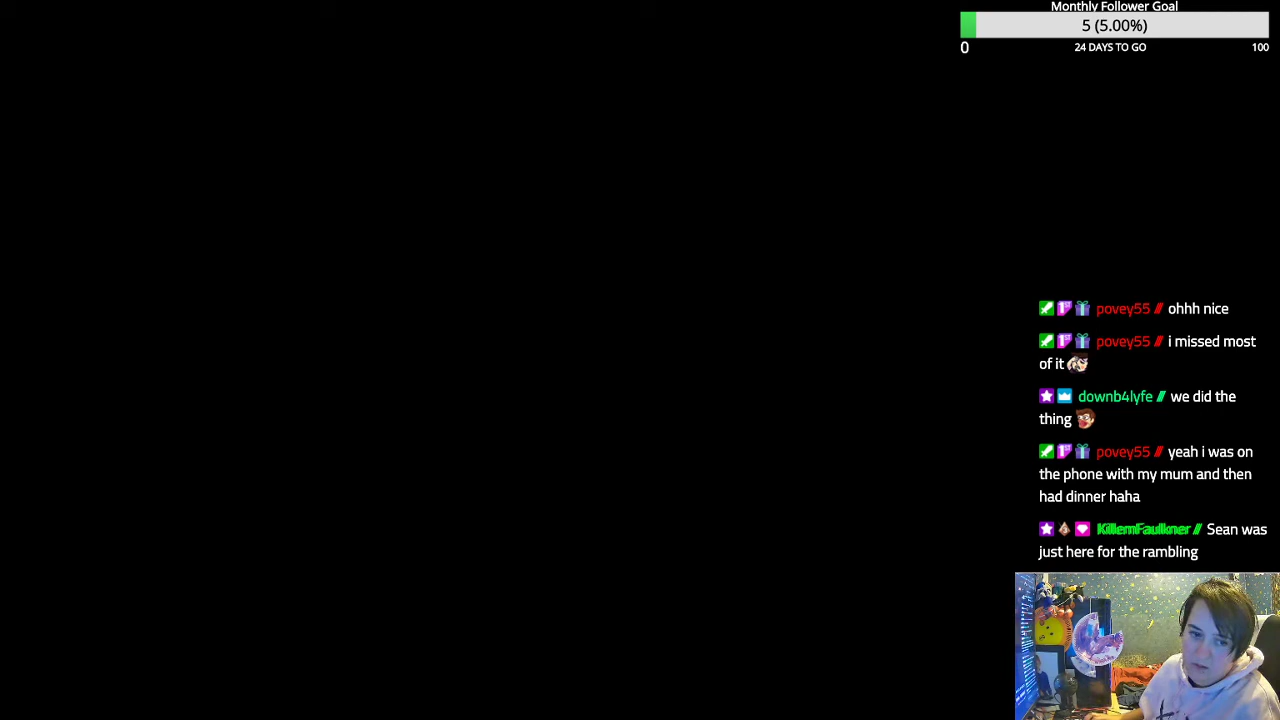 Monthly Follower Goal
5 (5.00%)
0 24 DAYS TO GO 100
povey55 // ohhh nice
povey55 // i missed most
of it
downb4lyfe // we did the
thing
povey55 // yeah i was on
the phone with my mum and then
had dinner haha
KillemFaulkner // Sean was
just here for the rambling